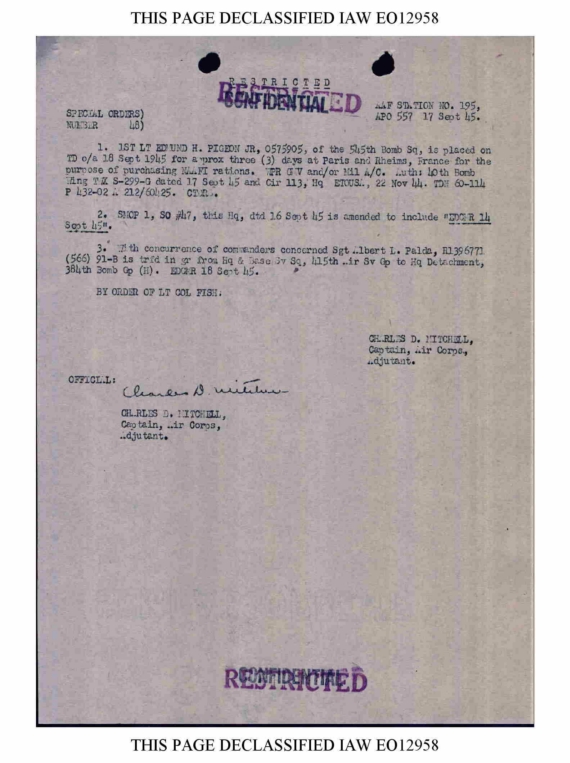 THIS PAGE DECLASSIFIED IAW EO12958
RESTRICTED
RESTRICTED
CONFIDENTIAL
SPECIAL ORDERS)
NUMBER 48)
AAF STATION NO. 195,
APO 557 17 Sept 45.
1. 1ST LT EDMUND H. PIGEON JR, 0575905, of the 545th Bomb Sq, is placed on
TD o/a 18 Sept 1945 for approx three (3) days at Paris and Rheims, France for the
purpose of purchasing NAAFI rations. TPR GOV and/or Mil A/C. Auth: 40th Bomb
Wing TWX S-299-G dated 17 Sept 45 and Cir 113, Hq ETOUSA, 22 Nov 44. TDN 60-114
P 432-02 A 212/60425.
2. SMOP 1, SO #47, this Hq, dtd 16 Sept 45 is amended to include "EDCMR 14
Sept 45".
3. With concurrence of commanders concerned Sgt Albert L. Palda, R1396771
(566) 91-B is trfd in gr from Hq & Base Sv Sq, 415th Air Sv Gp to Hq Detachment,
384th Bomb Gp (H). EDCMR 18 Sept 45.
BY ORDER OF LT COL FISH:
CHARLES D. MITCHELL,
Captain, Air Corps,
Adjutant.
OFFICIAL:
Charles D. Mitchell
CHARLES D. MITCHELL,
Captain, Air Corps,
Adjutant.
CONFIDENTIAL
RESTRICTED
THIS PAGE DECLASSIFIED IAW EO12958